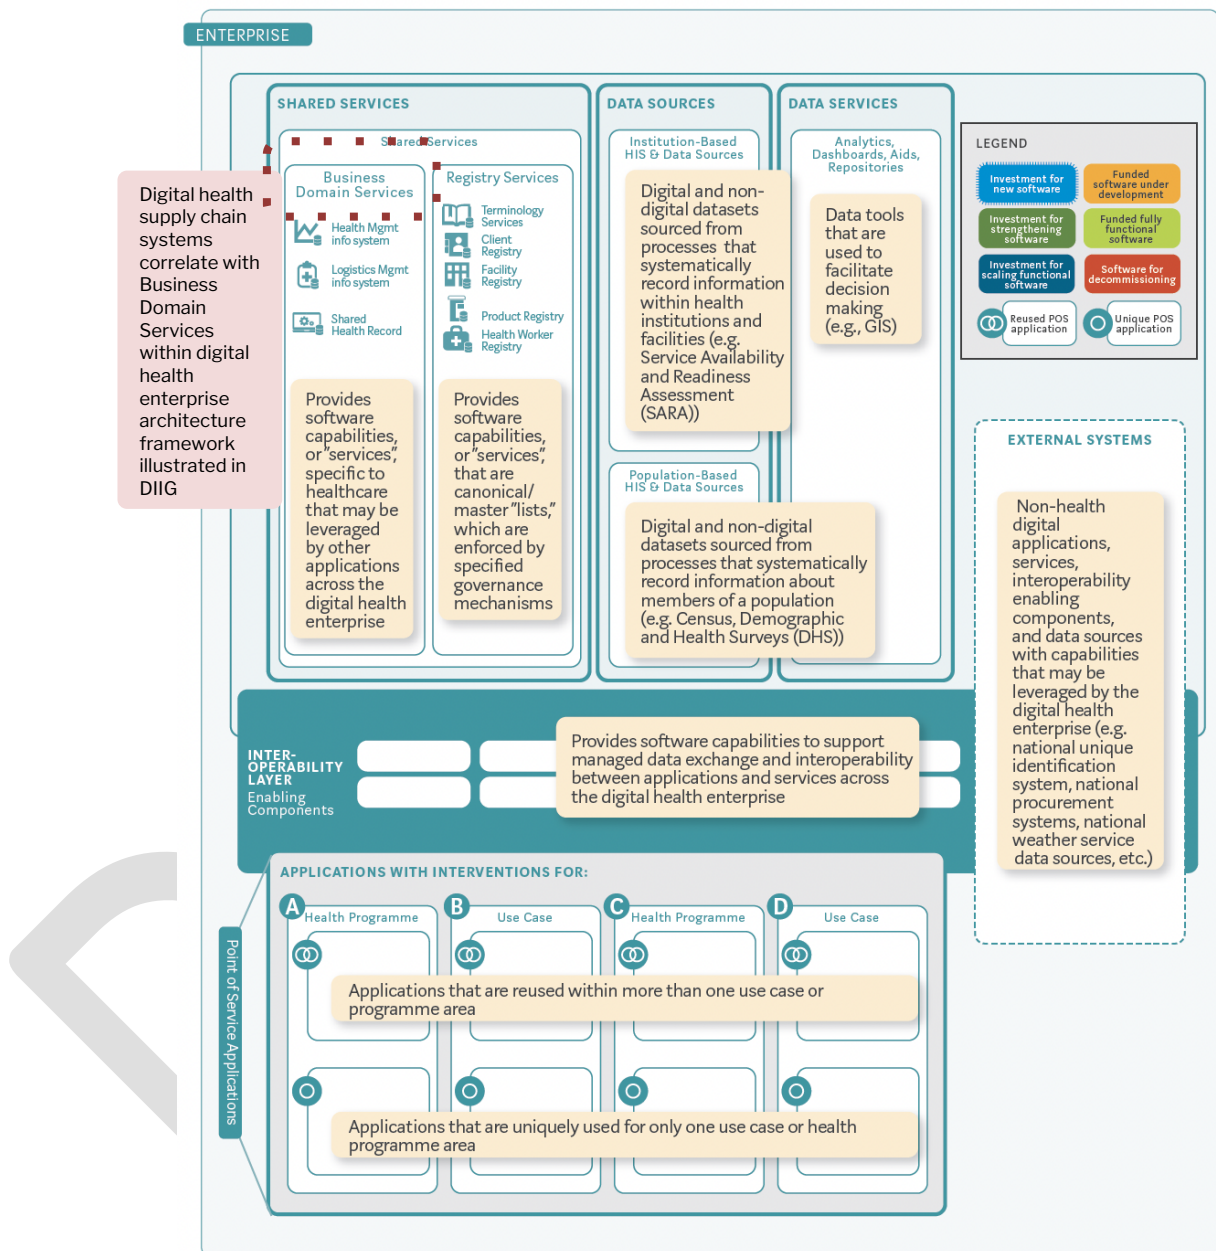 ENTERPRISE
SHARED SERVICES
Shared Services
Business
Domain Services
Health Mgmt
info system
Logistics Mgmt
info system
Shared
Health Record
Provides
software
capabilities,
or "services",
specific to
healthcare
that may be
leveraged
by other
applications
across the
digital health
enterprise
Registry Services
Terminology
Services
Client
Registry
Facility
Registry
Product Registry
Health Worker
Registry
Provides
software
capabilities,
or "services",
that are
canonical/
master "lists,"
which are
enforced by
specified
governance
mechanisms
Digital health
supply chain
systems
correlate with
Business
Domain
Services
within digital
health
enterprise
architecture
framework
illustrated in
DIIG
DATA SOURCES
Institution-Based
HIS & Data Sources
Digital and non-
digital datasets
sourced from
processes that
systematically
record information
within health
institutions and
facilities (e.g.
Service Availability
and Readiness
Assessment
(SARA))
Population-Based
HIS & Data Sources
Digital and non-digital
datasets sourced from
processes that systematically
record information about
members of a population
(e.g. Census, Demographic
and Health Surveys (DHS))
DATA SERVICES
Analytics,
Dashboards, Aids,
Repositories
Data tools
that are
used to
facilitate
decision
making
(e.g., GIS)
LEGEND
Investment for
new software
Funded
software under
development
Investment for
strengthening
software
Funded fully
functional
software
Investment for
scaling functional
software
Software for
decommissioning
Reused POS
application
Unique POS
application
EXTERNAL SYSTEMS
Non-health
digital
applications,
services,
interoperability
enabling
components,
and data sources
with capabilities
that may be
leveraged by the
digital health
enterprise (e.g.
national unique
identification
system, national
procurement
systems, national
weather service
data sources, etc.)
INTER-
OPERABILITY
LAYER
Enabling
Components
Provides software capabilities to support
managed data exchange and interoperability
between applications and services across
the digital health enterprise
Point of Service Applications
APPLICATIONS WITH INTERVENTIONS FOR:
A Health Programme
B Use Case
C Health Programme
D Use Case
Applications that are reused within more than one use case or
programme area
Applications that are uniquely used for only one use case or health
programme area